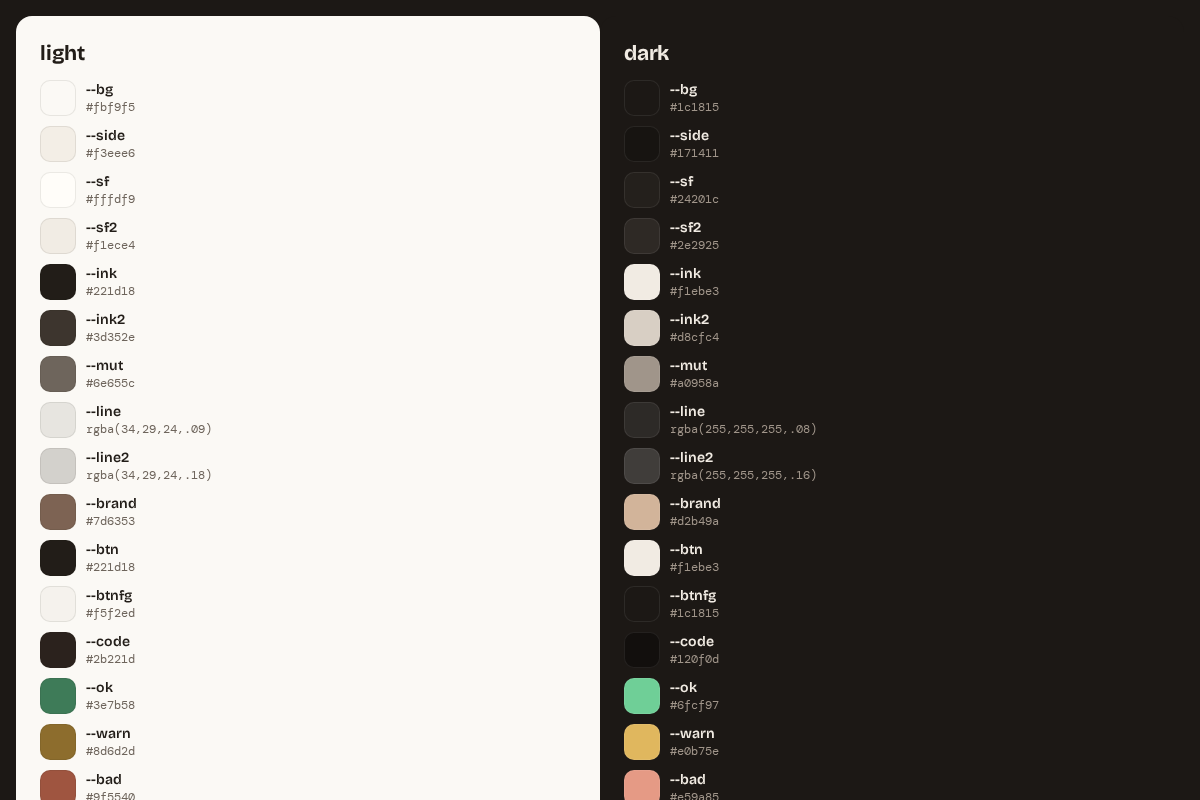 light
--bg
#fbf9f5
--side
#f3eee6
--sf
#fffdf9
--sf2
#f1ece4
--ink
#221d18
--ink2
#3d352e
--mut
#6e655c
--line
rgba(34,29,24,.09)
--line2
rgba(34,29,24,.18)
--brand
#7d6353
--btn
#221d18
--btnfg
#f5f2ed
--code
#2b221d
--ok
#3e7b58
--warn
#8d6d2d
--bad
#9f5540
dark
--bg
#1c1815
--side
#171411
--sf
#24201c
--sf2
#2e2925
--ink
#f1ebe3
--ink2
#d8cfc4
--mut
#a0958a
--line
rgba(255,255,255,.08)
--line2
rgba(255,255,255,.16)
--brand
#d2b49a
--btn
#f1ebe3
--btnfg
#1c1815
--code
#120f0d
--ok
#6fcf97
--warn
#e0b75e
--bad
#e59a85